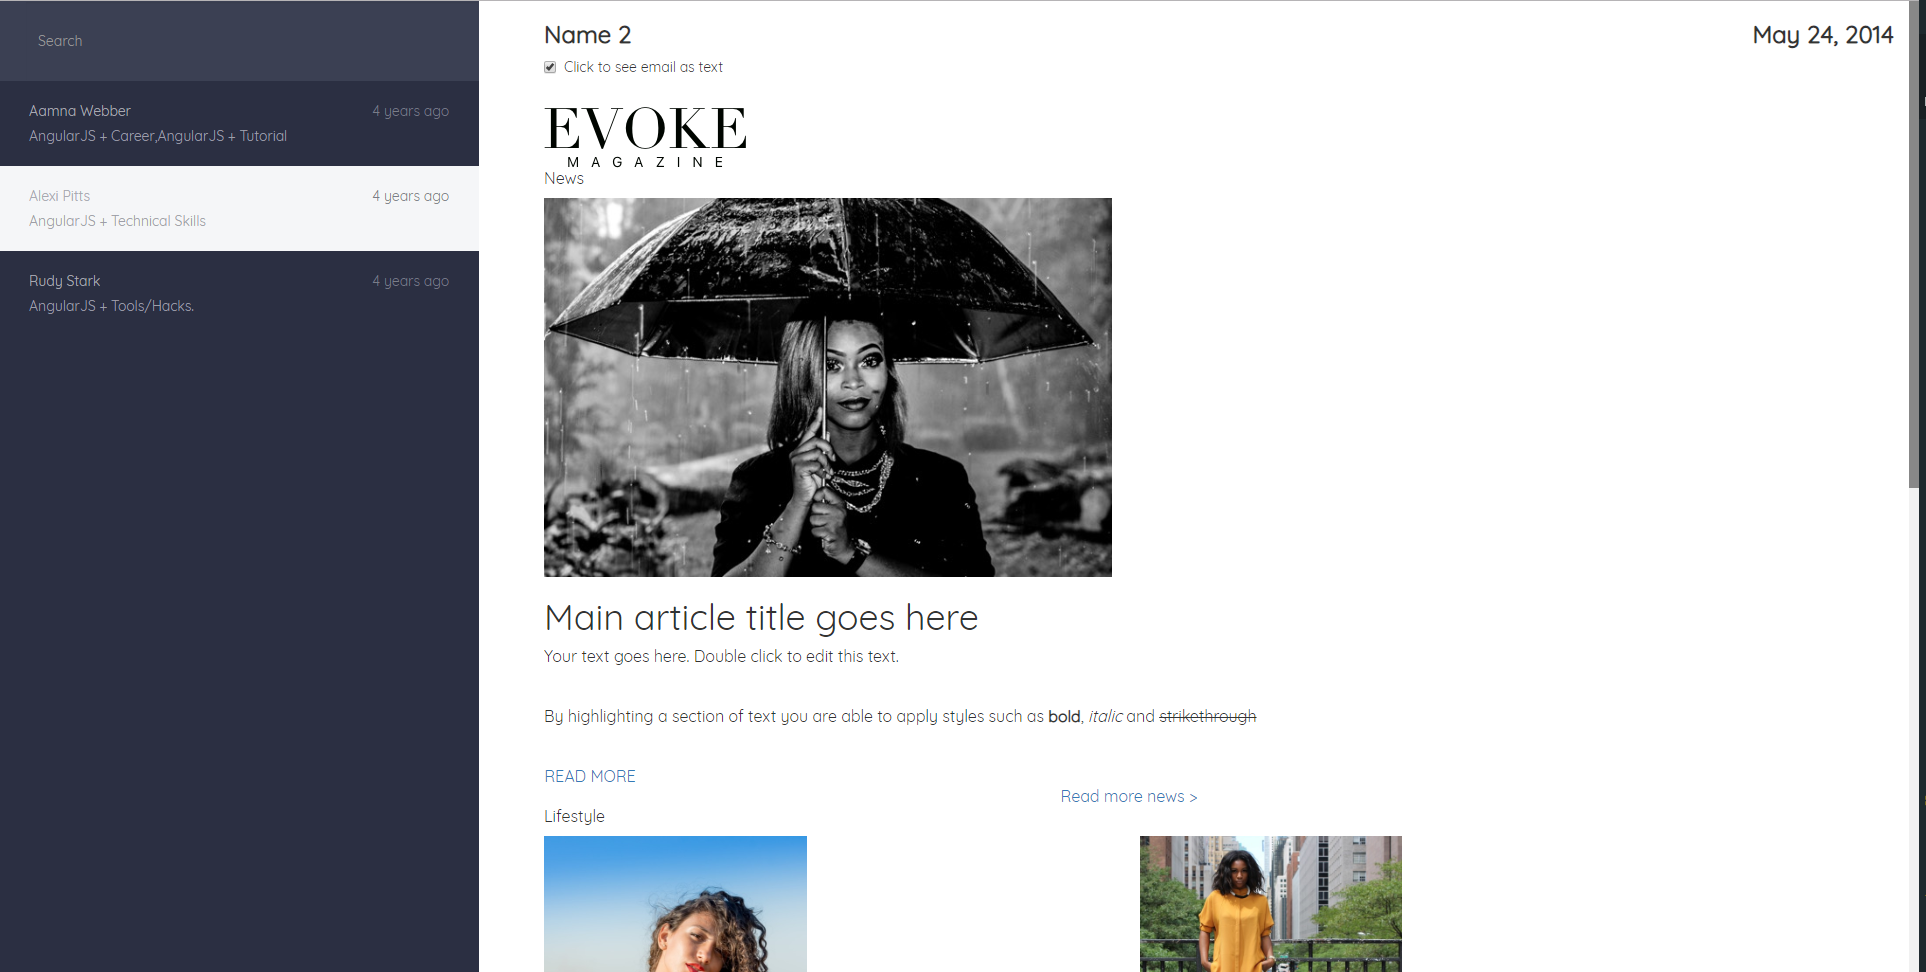 Search
Aamna Webber 4 years ago
AngularJS + Career,AngularJS + Tutorial
Alexi Pitts 4 years ago
AngularJS + Technical Skills
Rudy Stark 4 years ago
AngularJS + Tools/Hacks.
Name 2 May 24, 2014
Click to see email as text
EVOKE
MAGAZINE
News
Main article title goes here
Your text goes here. Double click to edit this text.
By highlighting a section of text you are able to apply styles such as bold, italic and strikethrough
READ MORE
Read more news >
Lifestyle